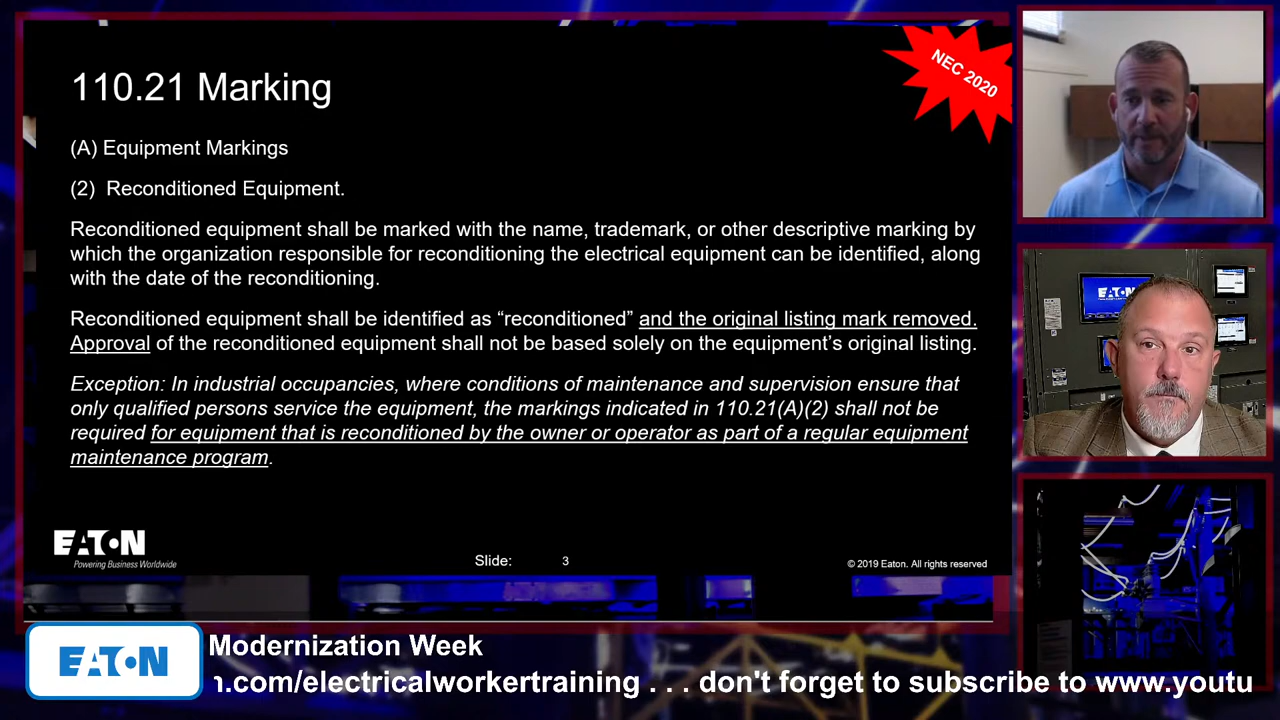 110.21 Marking
NEC 2020
(A) Equipment Markings
(2) Reconditioned Equipment.
Reconditioned equipment shall be marked with the name, trademark, or other descriptive marking by
which the organization responsible for reconditioning the electrical equipment can be identified, along
with the date of the reconditioning.
Reconditioned equipment shall be identified as “reconditioned” and the original listing mark removed.
Approval of the reconditioned equipment shall not be based solely on the equipment’s original listing.
Exception: In industrial occupancies, where conditions of maintenance and supervision ensure that
only qualified persons service the equipment, the markings indicated in 110.21(A)(2) shall not be
required for equipment that is reconditioned by the owner or operator as part of a regular equipment
maintenance program.
EATON
Powering Business Worldwide
Slide: 3
© 2019 Eaton. All rights reserved
EATON
EATON
Modernization Week
n.com/electricalworkertraining . . . don't forget to subscribe to www.youtu